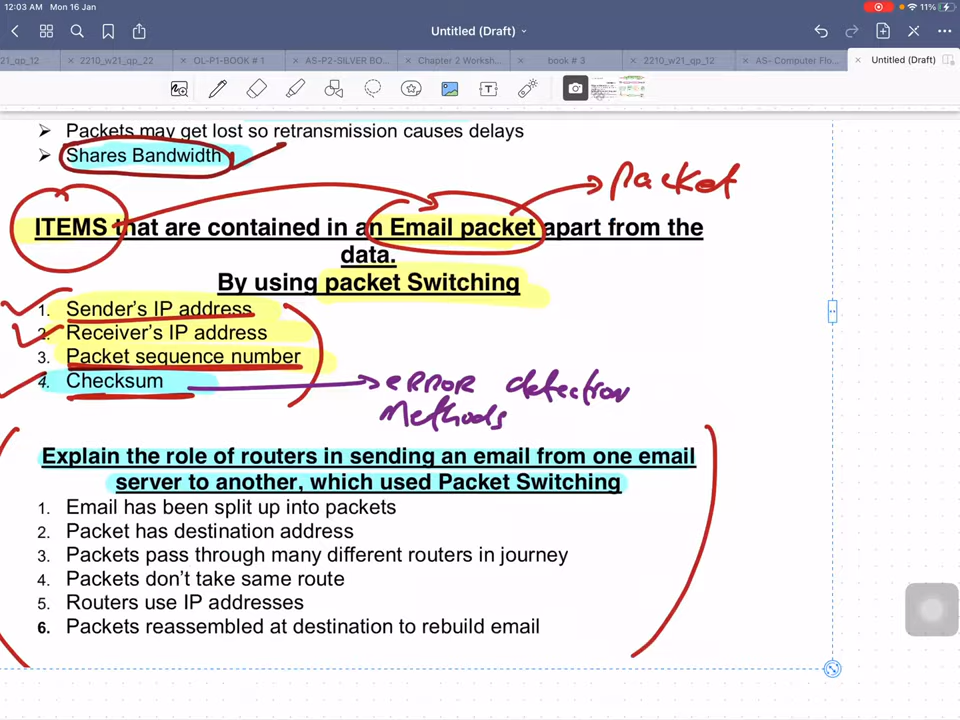 12:03 AM Mon 16 Jan
11%
Untitled (Draft)
21_qp_12
2210_w21_qp_22
OL-P1-BOOK # 1
AS-P2-SILVER BO...
Chapter 2 Worksh...
book # 3
2210_w21_qp_12
AS- Computer Flo...
Untitled (Draft)
➢ Packets may get lost so retransmission causes delays
➢ Shares Bandwidth
packet
ITEMS that are contained in an Email packet apart from the
data.
By using packet Switching
1. Sender's IP address
2. Receiver's IP address
3. Packet sequence number
4. Checksum
ERROR detection
Methods
Explain the role of routers in sending an email from one email
server to another, which used Packet Switching
1. Email has been split up into packets
2. Packet has destination address
3. Packets pass through many different routers in journey
4. Packets don't take same route
5. Routers use IP addresses
6. Packets reassembled at destination to rebuild email